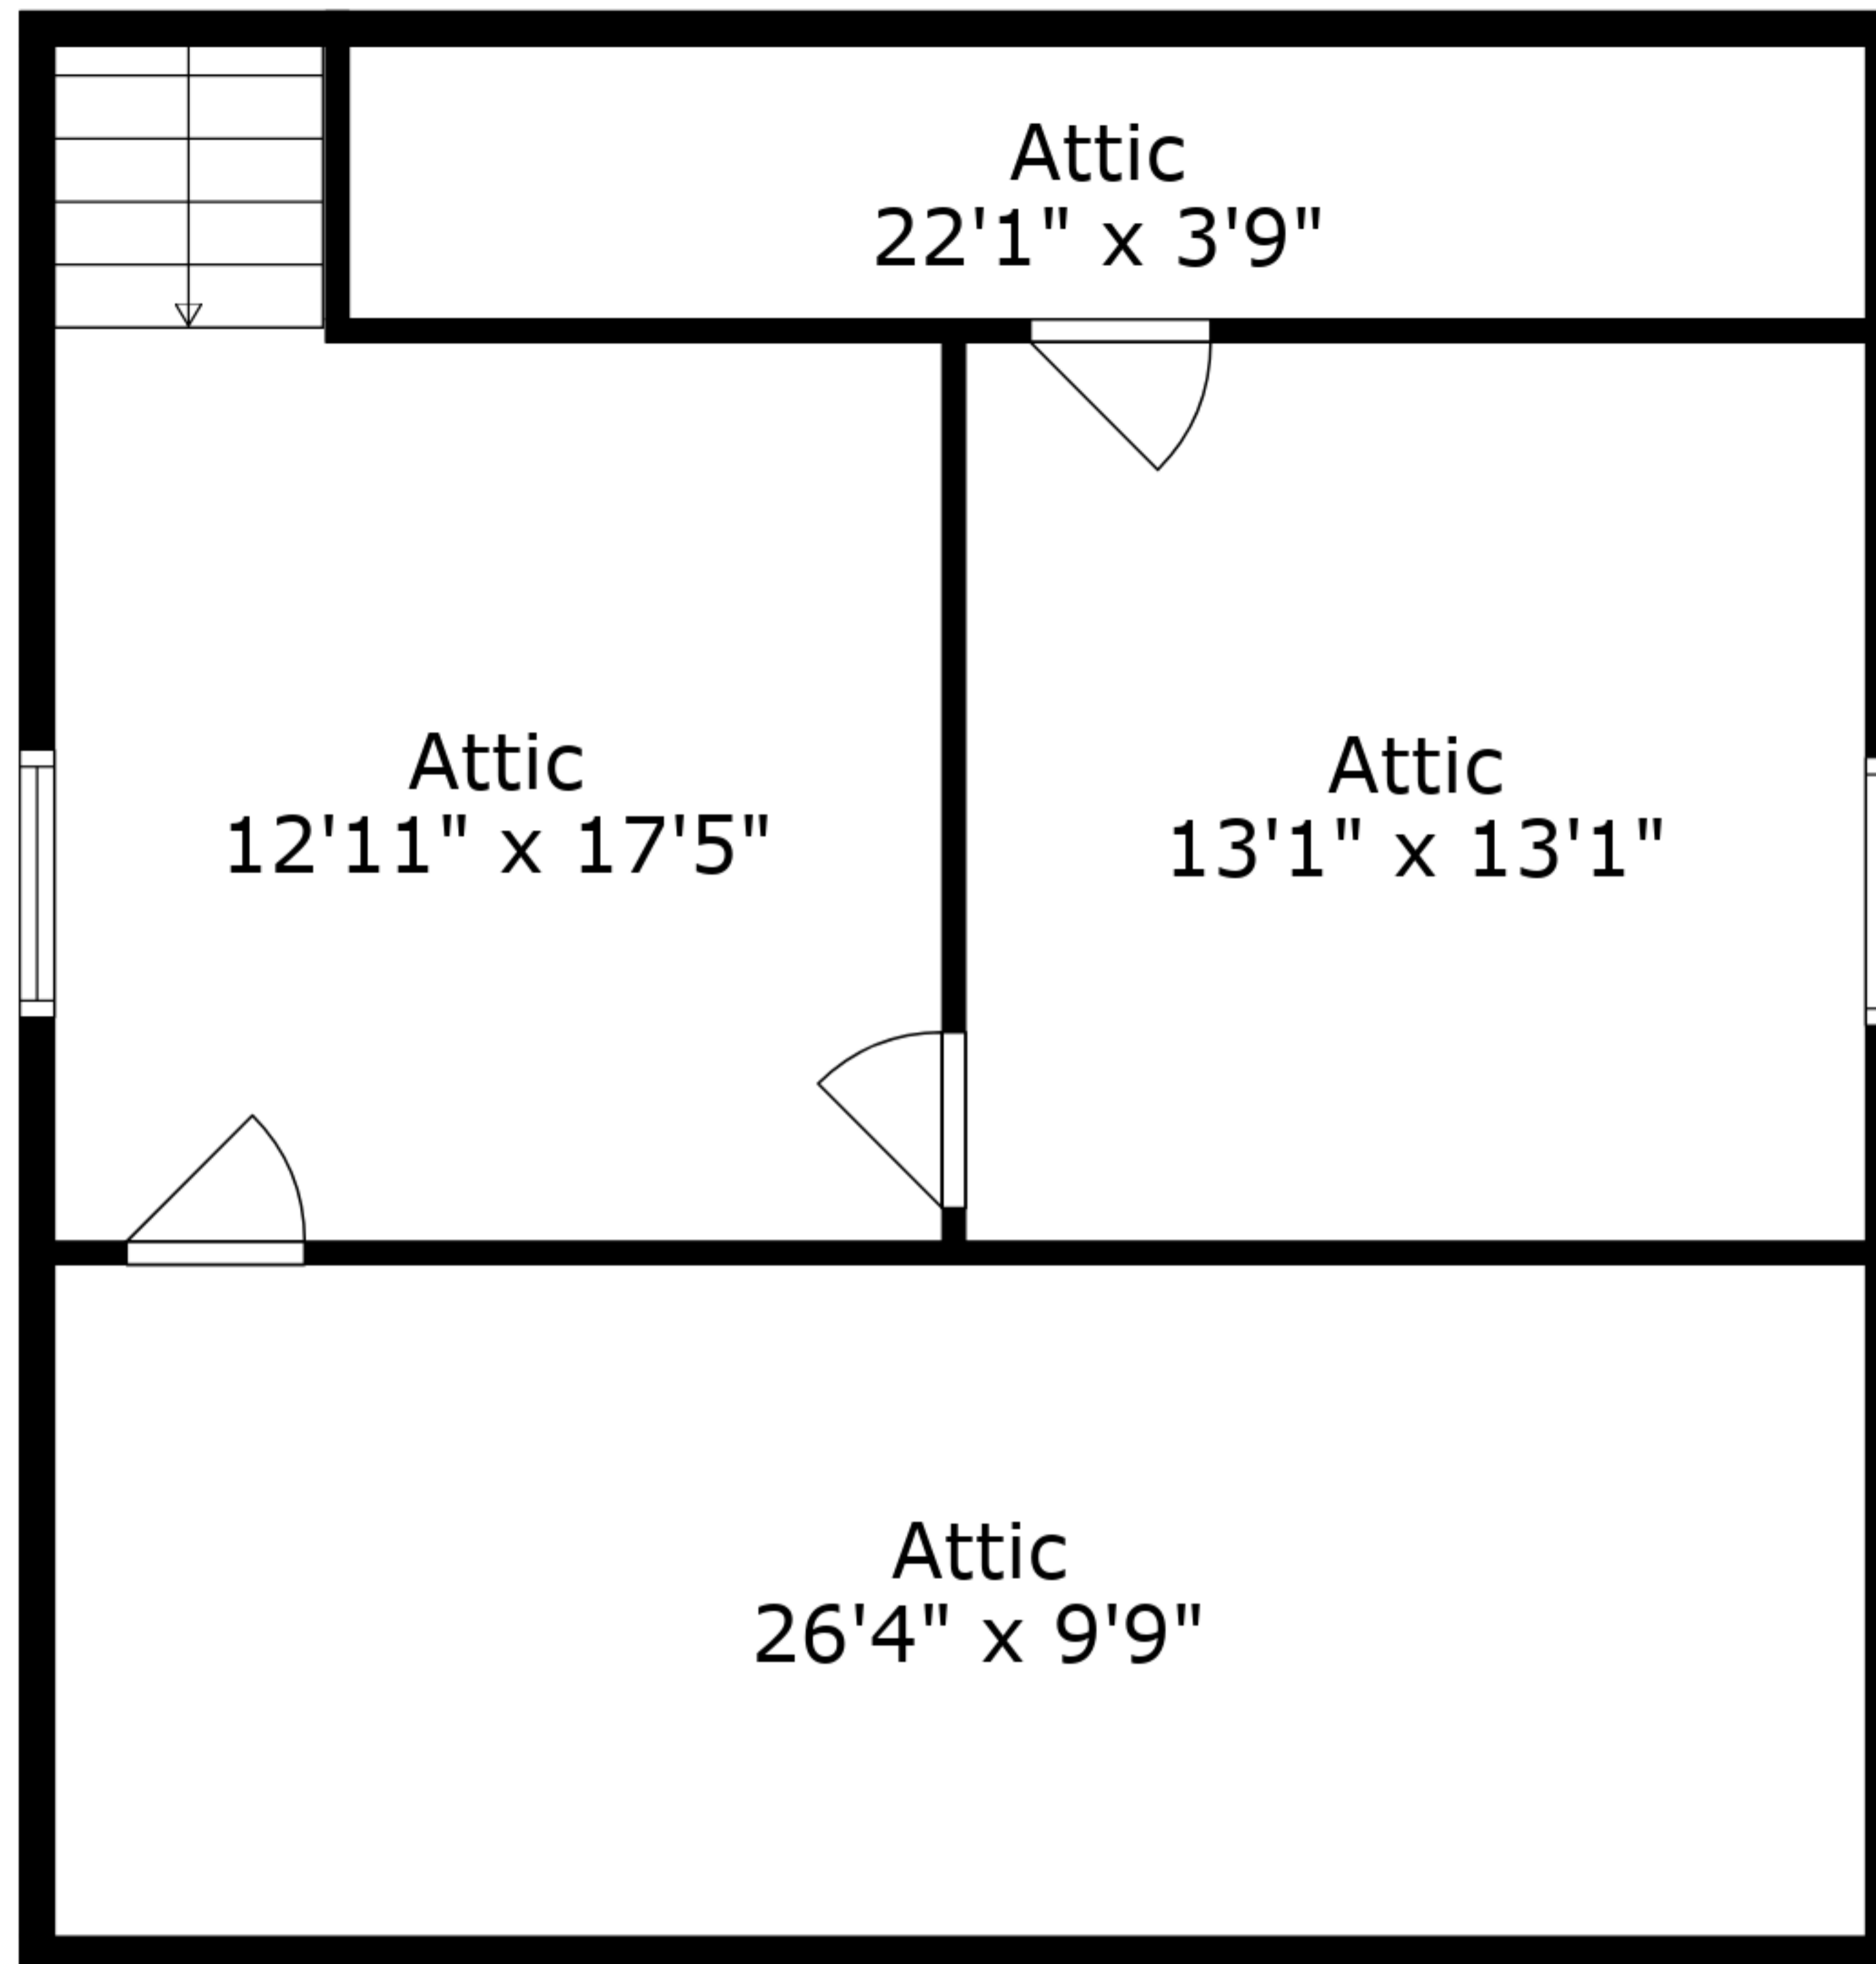 Attic
22'1" x 3'9"
Attic
12'11" x 17'5"
Attic
13'1" x 13'1"
Attic
26'4" x 9'9"